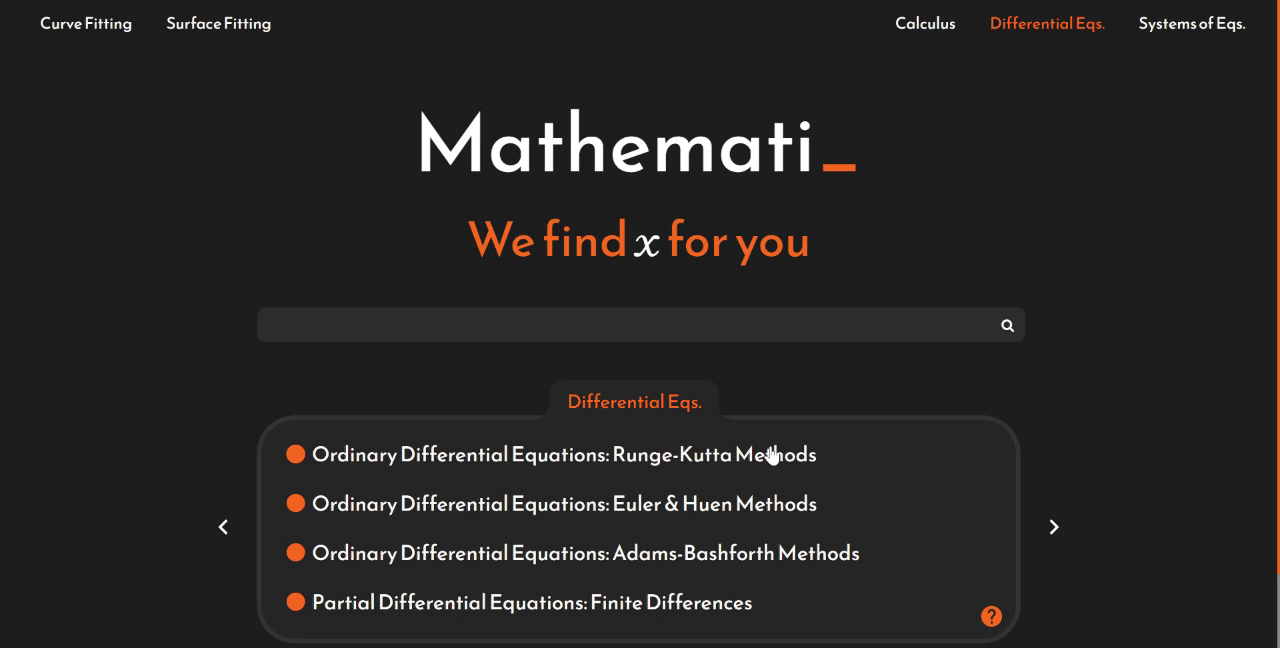 Curve Fitting Surface Fitting Calculus Differential Eqs. Systems of Eqs.
Mathemati_
We find x for you
Differential Eqs.
Ordinary Differential Equations: Runge-Kutta Methods
Ordinary Differential Equations: Euler & Huen Methods
Ordinary Differential Equations: Adams-Bashforth Methods
Partial Differential Equations: Finite Differences
?